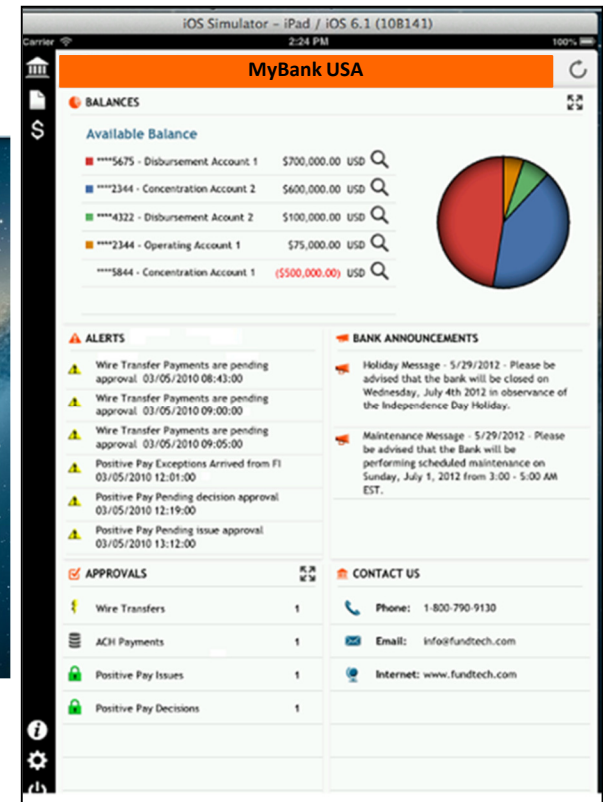 iOS Simulator - iPad / iOS 6.1 (10B141)
Carrier 2:24 PM 100%
MyBank USA
BALANCES
Available Balance
****5675 - Disbursement Account 1 $700,000.00 USD
****2344 - Concentration Account 2 $600,000.00 USD
****4322 - Disbursement Acount 2 $100,000.00 USD
****2344 - Operating Account 1 $75,000.00 USD
****5844 - Concentration Account 1 ($500,000.00) USD
ALERTS
Wire Transfer Payments are pending
approval 03/05/2010 08:43:00
Wire Transfer Payments are pending
approval 03/05/2010 09:00:00
Wire Transfer Payments are pending
approval 03/05/2010 09:05:00
Positive Pay Exceptions Arrived from FI
03/05/2010 12:01:00
Positive Pay Pending decision approval
03/05/2010 12:19:00
Positive Pay Pending issue approval
03/05/2010 13:12:00
BANK ANNOUNCEMENTS
Holiday Message - 5/29/2012 - Please be
advised that the bank will be closed on
Wednesday, July 4th 2012 in observance of
the Independence Day Holiday.
Maintenance Message - 5/29/2012 - Please
be advised that the Bank will be
performing scheduled maintenance on
Sunday, July 1, 2012 from 3:00 - 5:00 AM
EST.
APPROVALS
Wire Transfers 1
ACH Payments 1
Positive Pay Issues 1
Positive Pay Decisions 1
CONTACT US
Phone: 1-800-790-9130
Email: info@fundtech.com
Internet: www.fundtech.com